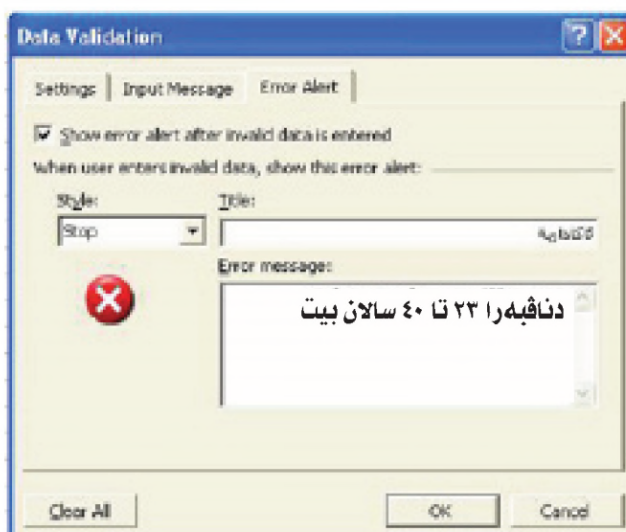 Data Validation
Settings
Input Message
Error Alert
Show error alert after invalid data is entered
When user enters invalid data, show this error alert:
Style:
Title:
Stop
Error message:
دناڤبەرا ٢٣ تا ٤٠ سالان بیت
Clear All
OK
Cancel